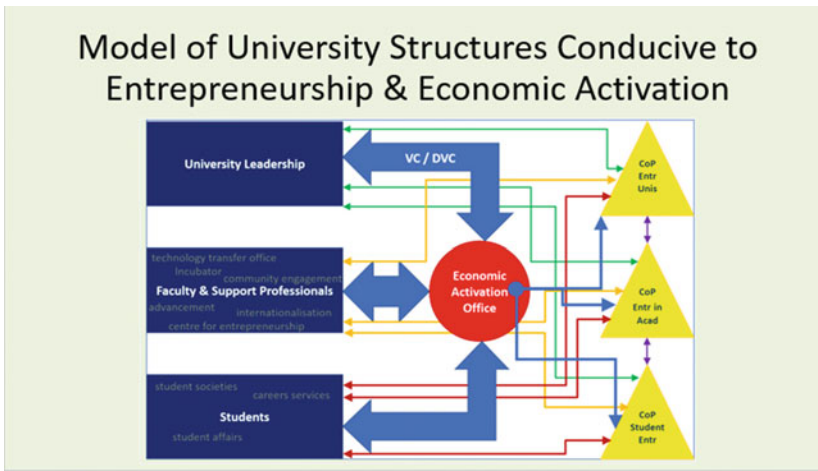 Model of University Structures Conducive to
Entrepreneurship & Economic Activation
University Leadership
VC / DVC
technology transfer office
Incubator
community engagement
Faculty & Support Professionals
advancement
internationalisation
centre for entrepreneurship
student societies
careers services
Students
student affairs
Economic
Activation
Office
CoP
Entr
Unis
CoP
Entr in
Acad
CoP
Student
Entr